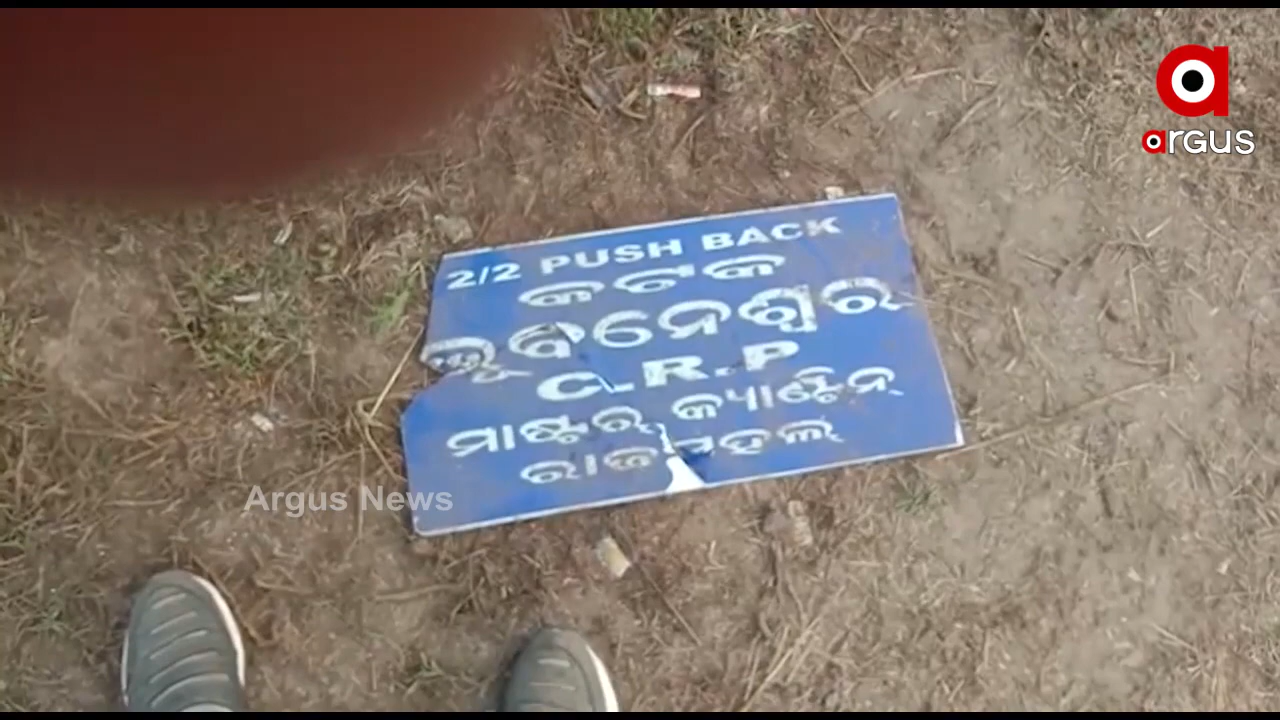 argus
2/2 PUSH BACK
କଟକ
ଭୁବନେଶ୍ୱର
C.R.P
ମାଷ୍ଟର କ୍ୟାଣ୍ଟିନ୍
ରାଜମହଲ
Argus News